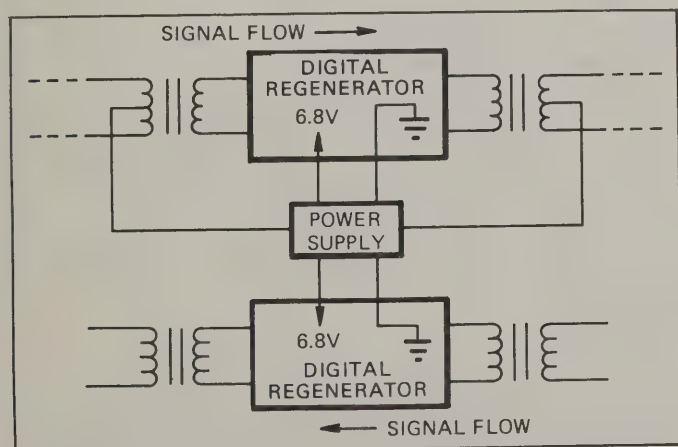 SIGNAL FLOW
DIGITAL
REGENERATOR
6.8V
POWER
SUPPLY
6.8V
DIGITAL
REGENERATOR
SIGNAL FLOW